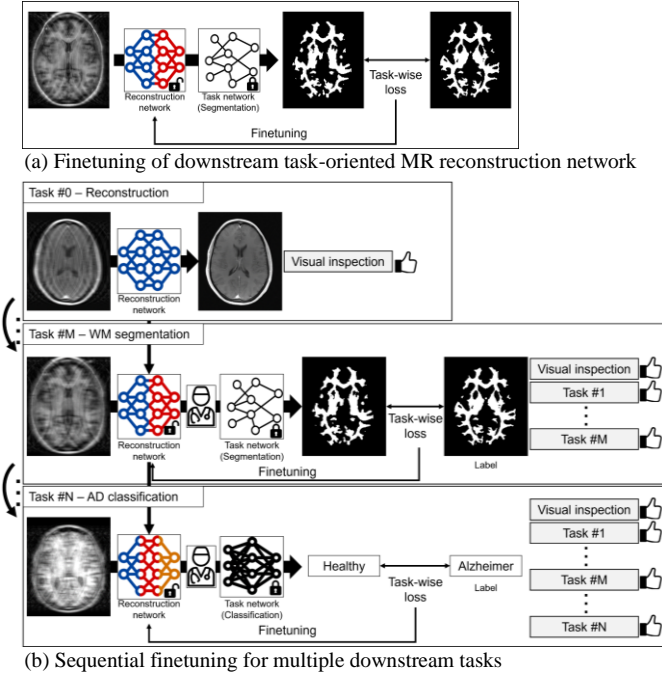 Reconstruction
network
Task network
(Segmentation)
Task-wise
loss
Finetuning
(a) Finetuning of downstream task-oriented MR reconstruction network
Task #0 – Reconstruction
Reconstruction
network
Visual inspection
Task #M – WM segmentation
Reconstruction
network
Task network
(Segmentation)
Task-wise
loss
Label
Finetuning
Visual inspection
Task #1
Task #M
Task #N – AD classification
Reconstruction
network
Task network
(Classification)
Healthy
Alzheimer
Task-wise
loss
Label
Finetuning
Visual inspection
Task #1
Task #M
Task #N
(b) Sequential finetuning for multiple downstream tasks